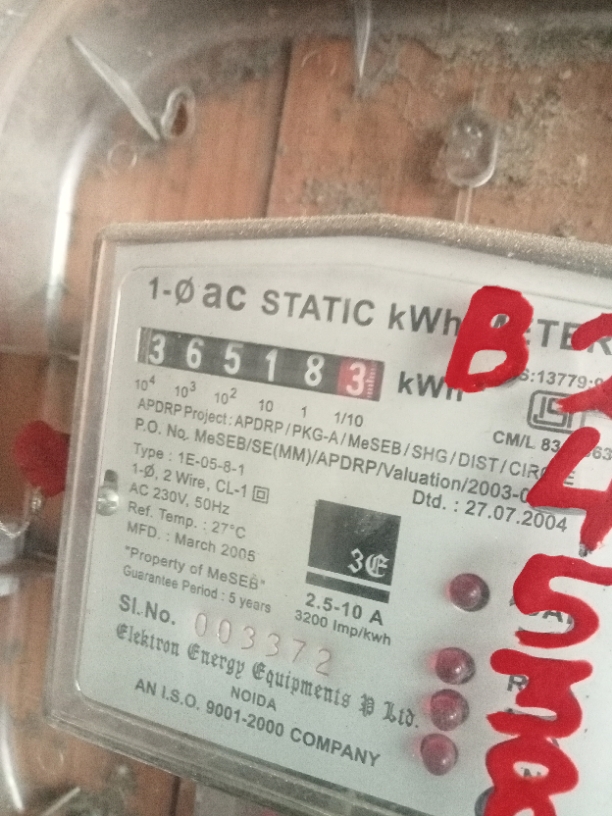 1-Ø ac STATIC kWh METER
3 6 5 1 8 3 kWh
S:13779:
10⁴ 10³ 10² 10 1 1/10
CM/L 83
APDRP Project : APDRP / PKG-A / MeSEB / SHG / DIST / CIRCLE
P.O. No. MeSEB/SE(MM)/APDRP/Valuation/2003-0
Dtd. : 27.07.2004
Type : 1E-05-8-1
1-Ø, 2 Wire, CL-1
AC 230V, 50Hz
Ref. Temp. : 27°C
MFD. : March 2005
"Property of MeSEB"
Guarantee Period : 5 years
3E
2.5-10 A
3200 Imp/kwh
Sl.No. 003372
Elektron Energy Equipments P Ltd.
NOIDA
AN I.S.O. 9001-2000 COMPANY
B
4
5